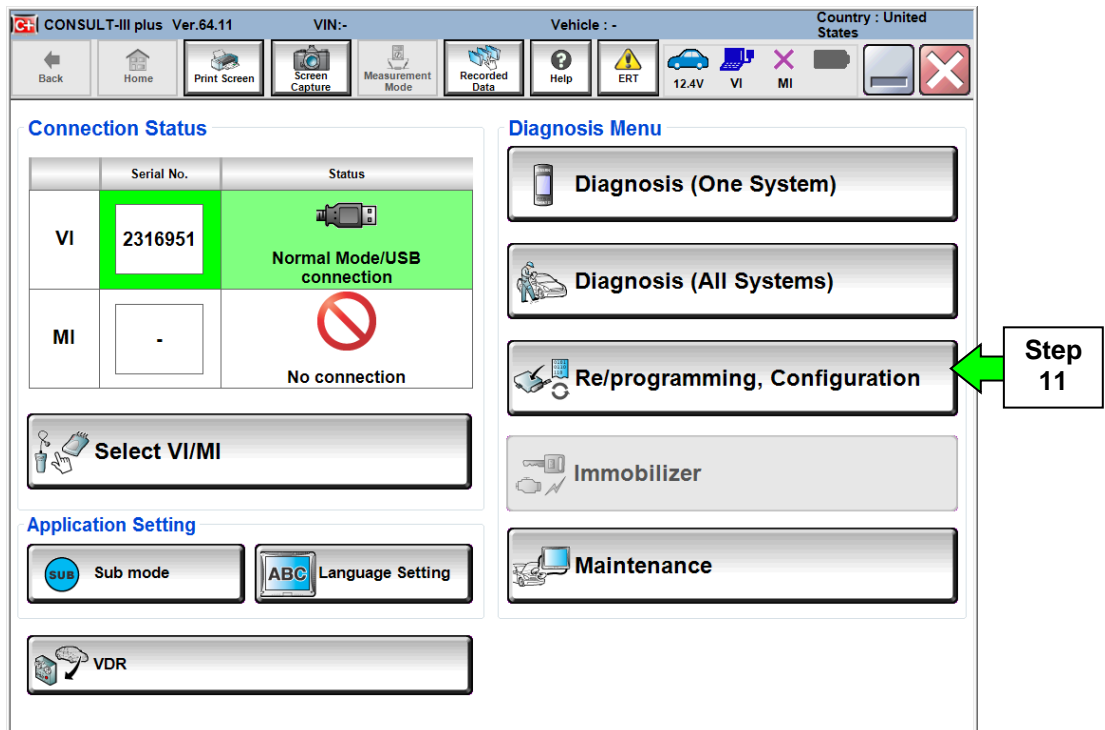 C+ CONSULT-III plus Ver.64.11 VIN:- Vehicle : - Country : United
States
Back
Home
Print Screen
Screen
Capture
Measurement
Mode
Recorded
Data
Help
ERT
12.4V
VI
MI
Connection Status
Serial No. Status
VI 2316951
Normal Mode/USB
connection
MI -
No connection
Select VI/MI
Application Setting
SUB Sub mode
ABC Language Setting
VDR
Diagnosis Menu
Diagnosis (One System)
Diagnosis (All Systems)
Re/programming, Configuration
Immobilizer
Maintenance
Step
11